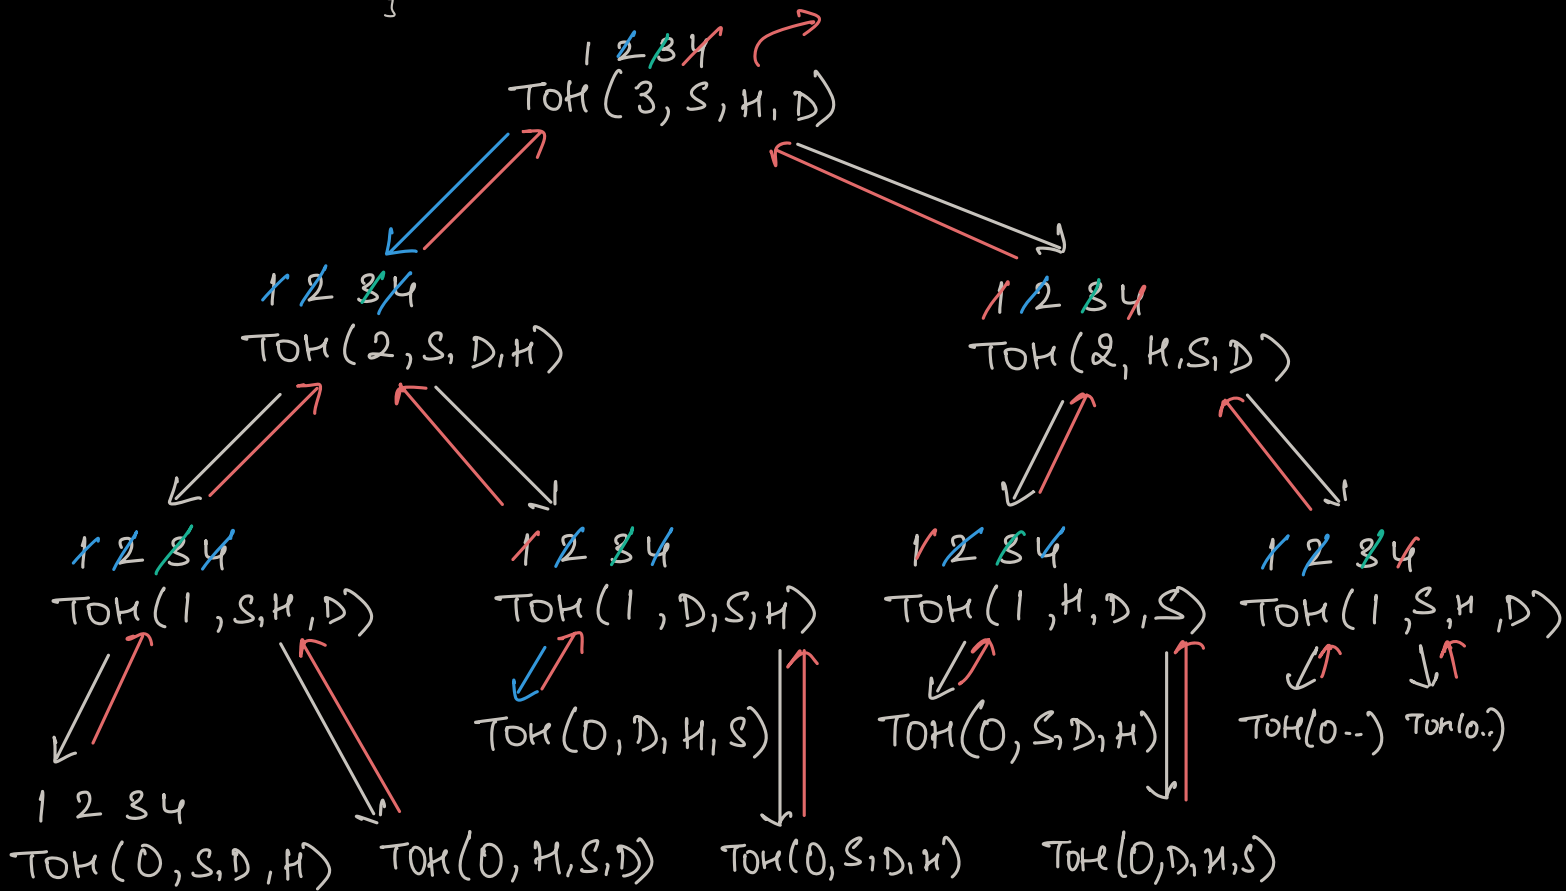 }
1 2 3 4
TOH(3, S, H, D)
1 2 3 4
1 2 3 4
TOH(2, S, D, H)
TOH(2, H, S, D)
1 2 3 4
1 2 3 4
1 2 3 4
1 2 3 4
TOH(1, S, H, D)
TOH(1, D, S, H)
TOH(1, H, D, S)
TOH(1, S, H, D)
TOH(0, D, H, S)
TOH(0, S, D, H)
TOH(0--)
TOH(0..)
1 2 3 4
TOH(0, S, D, H)
TOH(0, H, S, D)
TOH(0, S, D, H)
TOH(0, D, H, S)